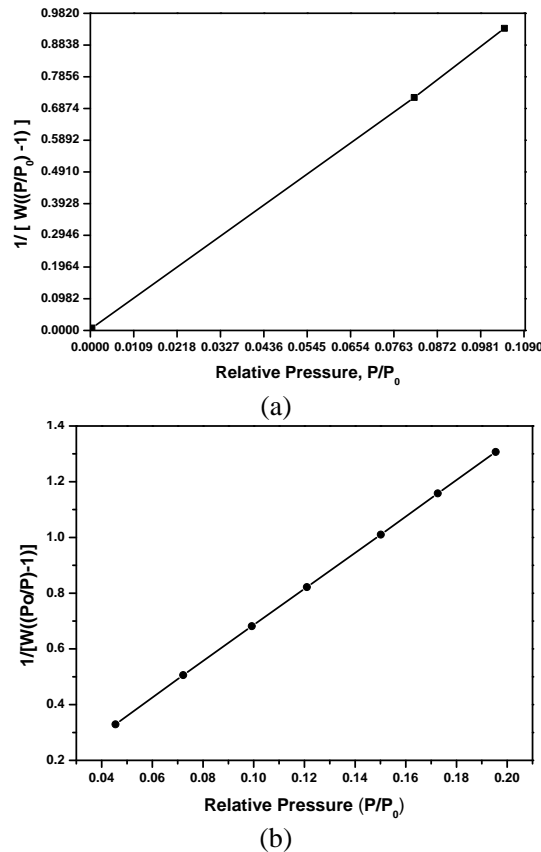 0.9820
0.8838
0.7856
0.6874
0.5892
0.4910
0.3928
0.2946
0.1964
0.0982
0.0000
1/ [ W((P/P0) -1) ]
0.0000 0.0109 0.0218 0.0327 0.0436 0.0545 0.0654 0.0763 0.0872 0.0981 0.1090
Relative Pressure, P/P0
(a)
1.4
1.2
1.0
0.8
0.6
0.4
0.2
1/[W((Po/P)-1)]
0.04 0.06 0.08 0.10 0.12 0.14 0.16 0.18 0.20
Relative Pressure (P/P0)
(b)